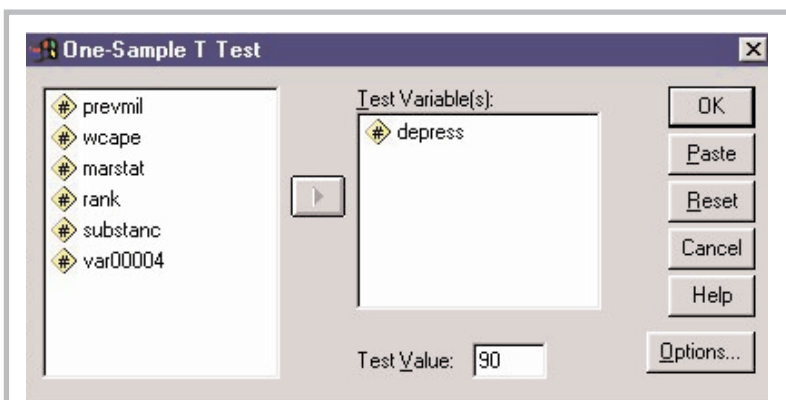 One-Sample T Test
prevmil
wcape
marstat
rank
substanc
var00004
Test Variable(s):
depress
Test Value: 90
OK
Paste
Reset
Cancel
Help
Options...